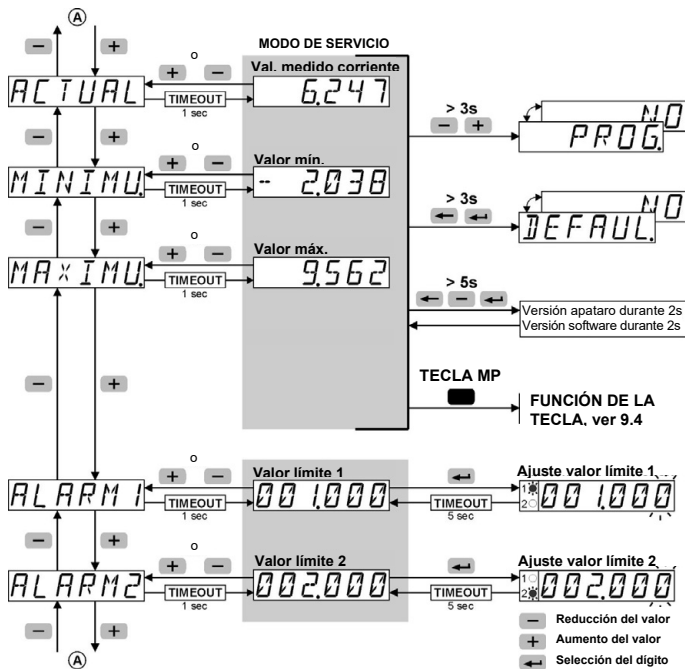 A
− +
o
MODO DE SERVICIO
+ −
Val. medido corriente
ACTUAL
TIMEOUT
1 sec
6.247
> 3s
− +
NO
PROG.
− +
o
+ −
Valor mín.
MINIMU.
TIMEOUT
1 sec
- 2.038
> 3s
← ↵
NO
DEFAUL.
− +
o
+ −
Valor máx.
MAXIMU.
TIMEOUT
1 sec
9.562
> 5s
← − ↵
Versión apataro durante 2s
Versión software durante 2s
− +
TECLA MP
FUNCIÓN DE LA
TECLA, ver 9.4
o
+ −
Valor límite 1
↵
Ajuste valor límite 1
ALARM1
TIMEOUT
1 sec
001.000
TIMEOUT
5 sec
1
2
001.000
− +
o
+ −
Valor límite 2
↵
Ajuste valor límite 2
ALARM2
TIMEOUT
1 sec
002.000
TIMEOUT
5 sec
1
2
002.000
− +
A
− Reducción del valor
+ Aumento del valor
← Selección del dígito